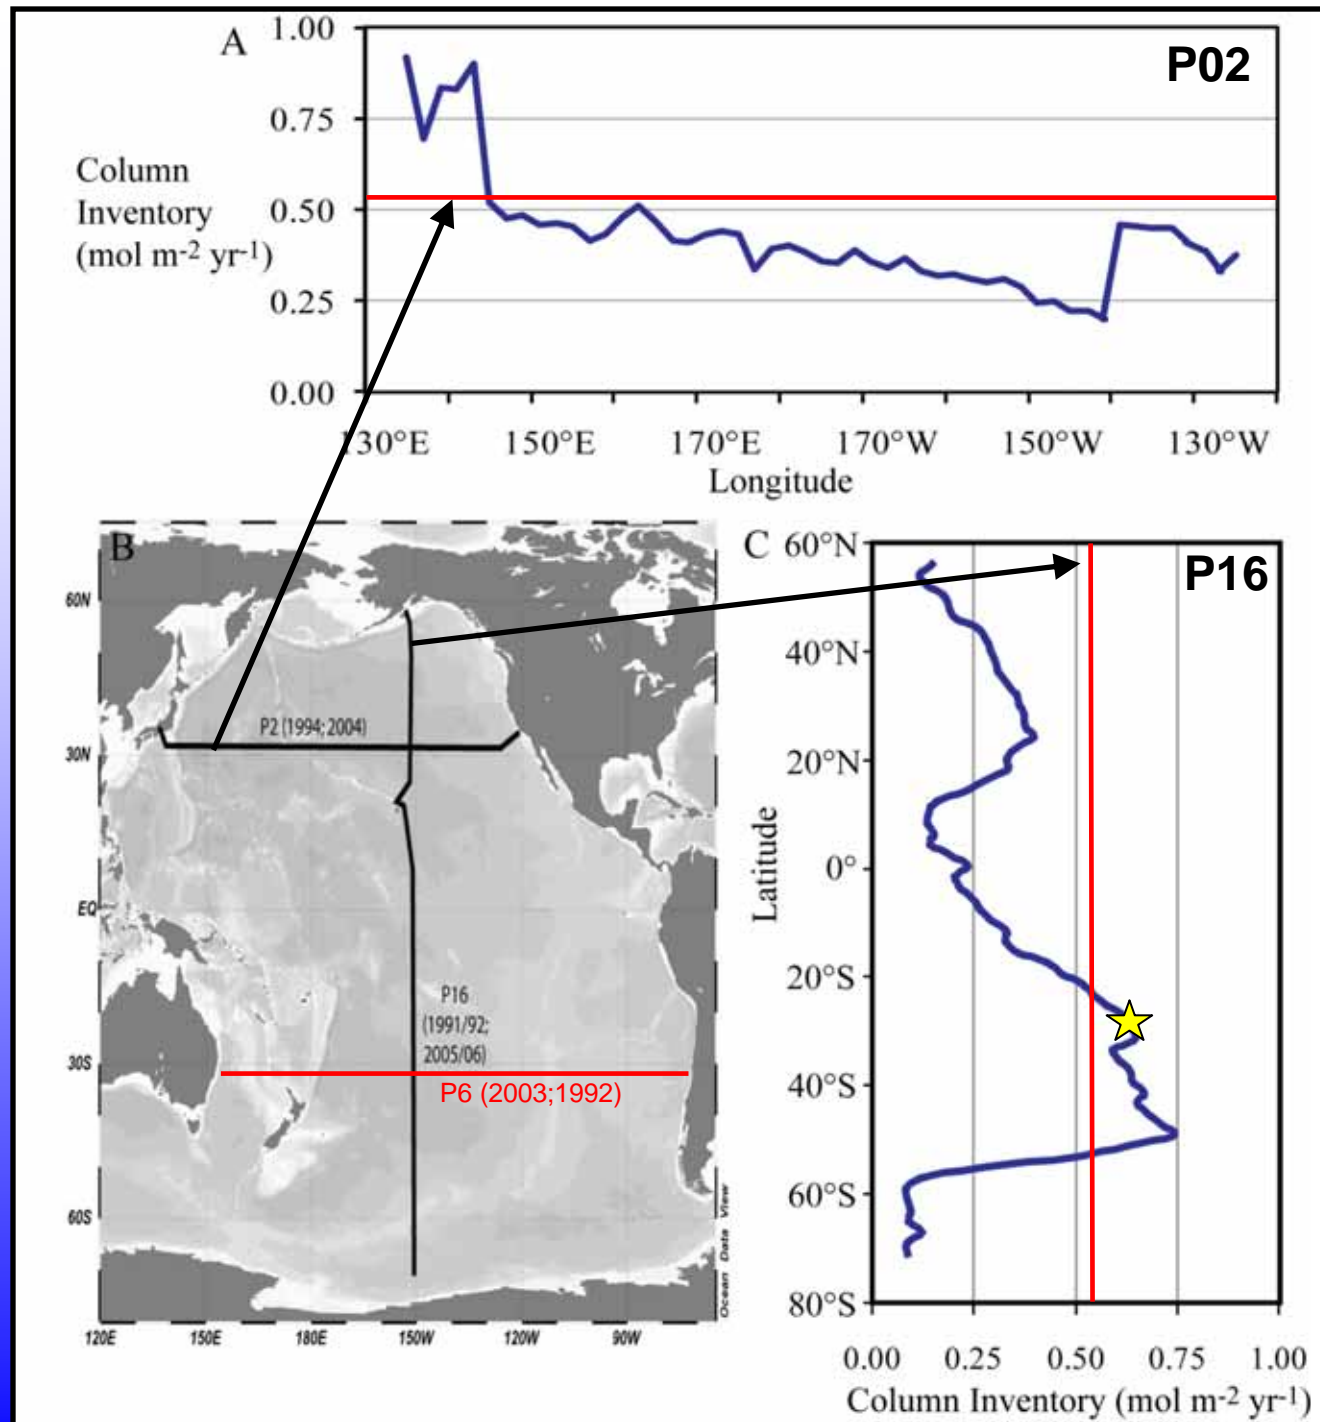 A
P02
1.00
0.75
0.50
0.25
0.00
Column
Inventory
(mol m-2 yr-1)
130°E 150°E 170°E 170°W 150°W 130°W
Longitude
B
60N
30N
EQ
30S
60S
120E 150E 180E 150W 120W 90W
P2 (1994;2004)
P16
(1991/92;
2005/06)
P6 (2003;1992)
Ocean Data View
C
P16
60°N
40°N
20°N
0°
20°S
40°S
60°S
80°S
Latitude
0.00 0.25 0.50 0.75 1.00
Column Inventory (mol m-2 yr-1)